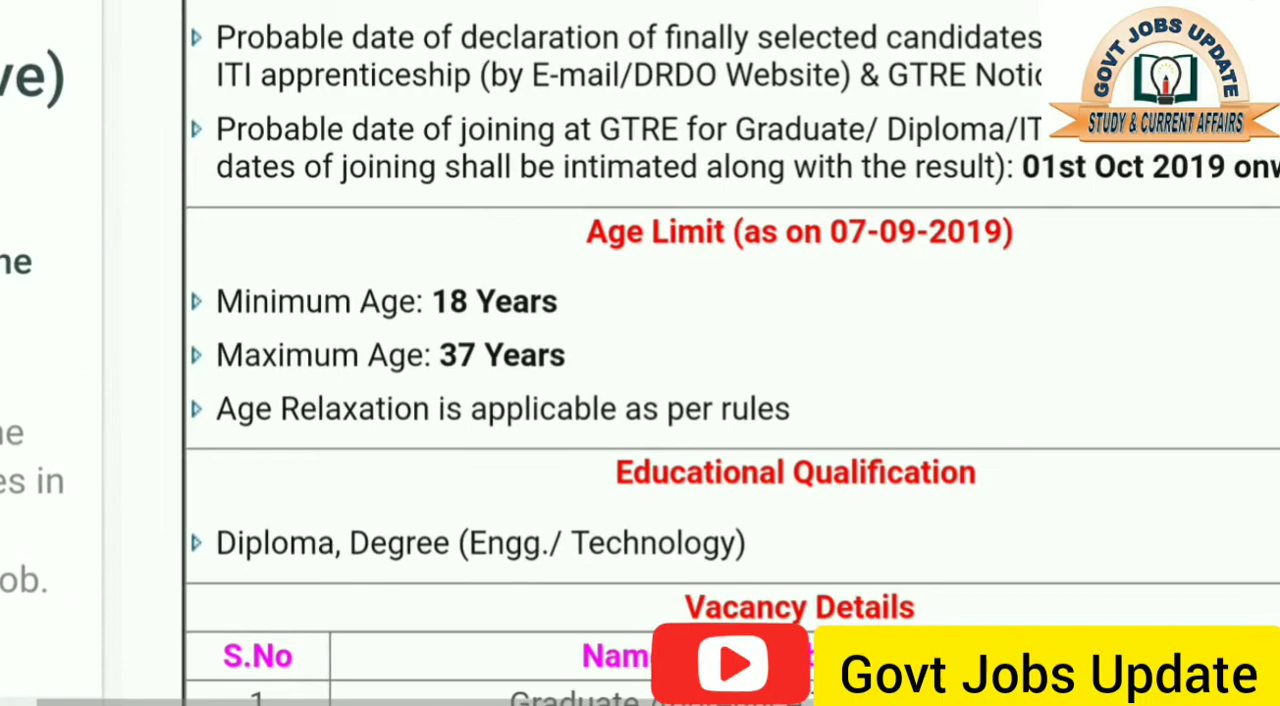 ve)
ne
ne
es in
ob.
Probable date of declaration of finally selected candidates
ITI apprenticeship (by E-mail/DRDO Website) & GTRE Notic
Probable date of joining at GTRE for Graduate/ Diploma/IT
dates of joining shall be intimated along with the result): 01st Oct 2019 onw
Age Limit (as on 07-09-2019)
Minimum Age: 18 Years
Maximum Age: 37 Years
Age Relaxation is applicable as per rules
Educational Qualification
Diploma, Degree (Engg./ Technology)
Vacancy Details
S.No Nam
1 Graduate
GOVT JOBS UPDATE
STUDY & CURRENT AFFAIRS
Govt Jobs Update